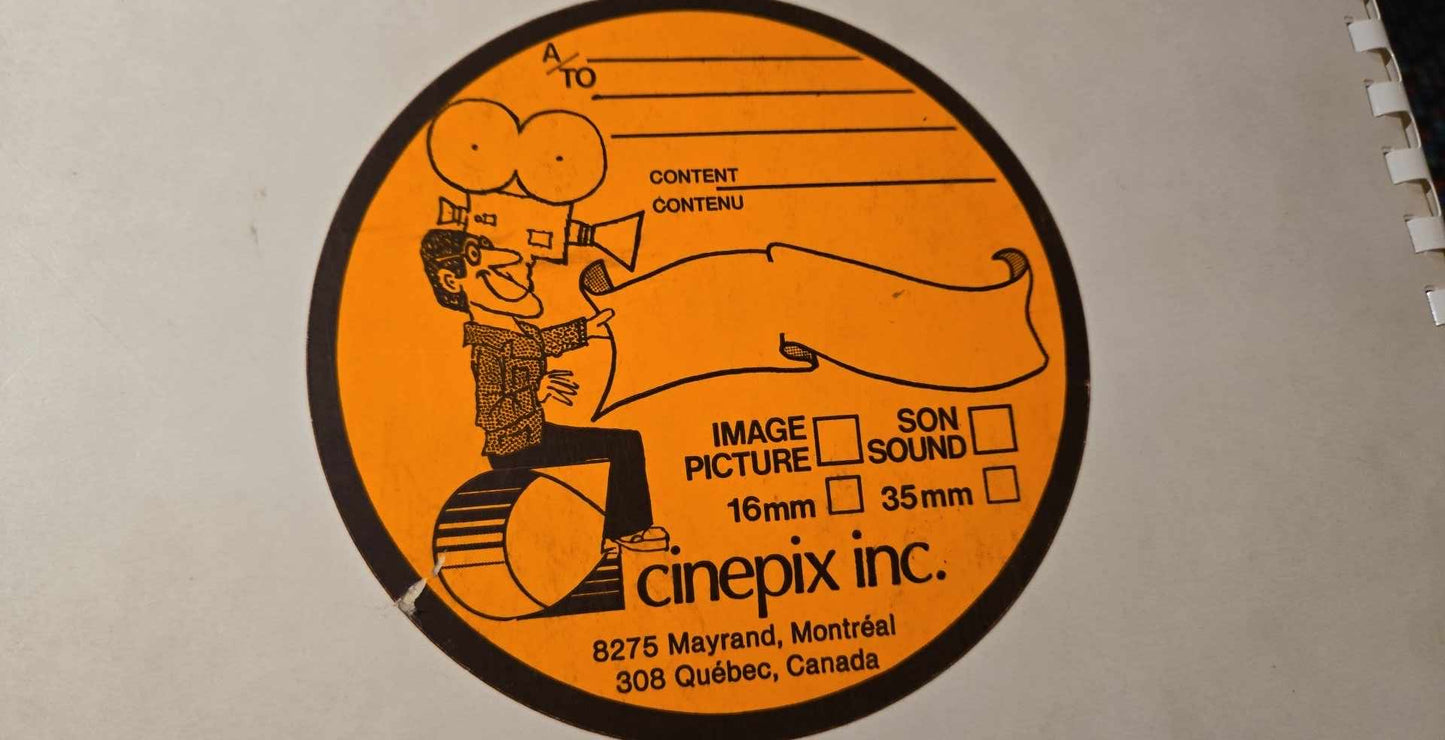 A/TO
CONTENT
CONTENU
IMAGE
PICTURE
SON
SOUND
16mm
35mm
cinepix inc.
8275 Mayrand, Montréal
308 Québec, Canada